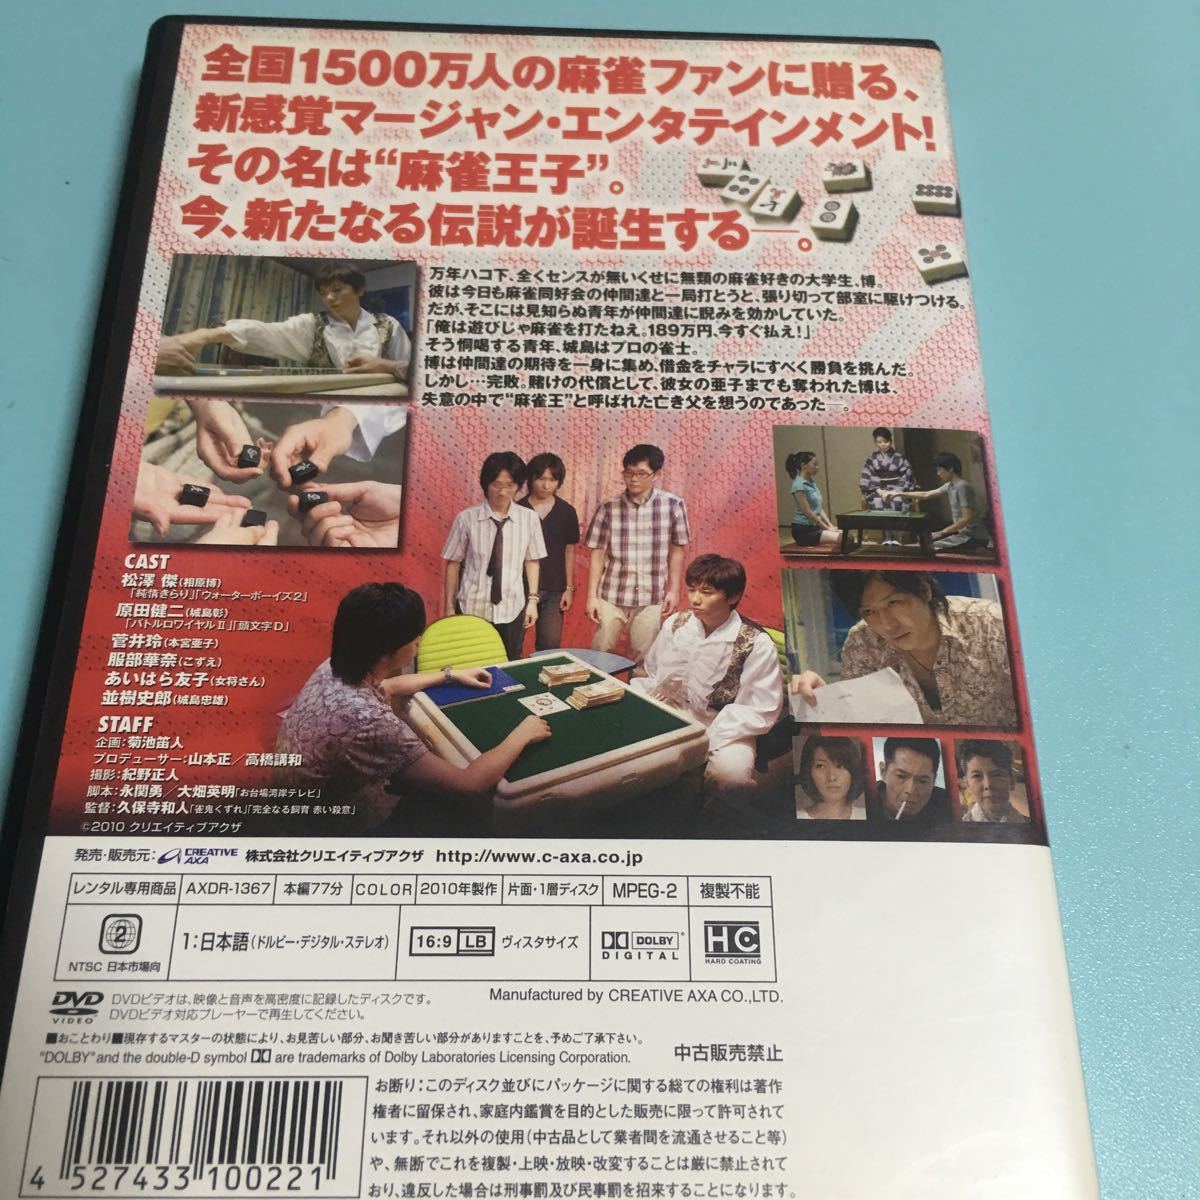 全国1500万人の麻雀ファンに贈る、
新感覚マージャン・エンタテインメント!
その名は“麻雀王子”。
今、新たなる伝説が誕生する―。
万年ハコ下、全くセンスが無いくせに無類の麻雀好きの大学生、博。
彼は今日も麻雀同好会の仲間達と一局打とうと、張り切って部室に駆けつける。
だが、そこには見知らぬ青年が仲間達に睨みを効かしていた。
「俺は遊びじゃ麻雀を打たねえ。189万円、今すぐ払え!」
そう恫喝する青年、城島はプロの雀士。
博は仲間達の期待を一身に集め、借金をチャラにすべく勝負を挑んだ。
しかし…完敗。賭けの代償として、彼女の亜子までも奪われた博は、
失意の中で“麻雀王”と呼ばれた亡き父を想うのであった―。
CAST
松澤 傑(相原博)
「純情きらり」「ウォーターボーイズ2」
原田健二(城島彰)
「バトルロワイヤルⅡ」「頭文字D」
菅井玲(本宮亜子)
服部華奈(こずえ)
あいはら友子(女将さん)
並樹史郎(城島忠雄)
STAFF
企画:菊池笛人
プロデューサー:山本正/高橋講和
撮影:紀野正人
脚本:永関勇/大畑英明「お台場湾岸テレビ」
監督:久保寺和人「雀鬼くずれ」「完全なる飼育 赤い殺意」
©2010 クリエイティブアクザ
発売・販売元: CREATIVE AXA 株式会社クリエイティブアクザ http://www.c-axa.co.jp
レンタル専用商品 AXDR-1367 本編77分 COLOR 2010年製作 片面・1層ディスク MPEG-2 複製不能
2 NTSC 日本市場向 1:日本語(ドルビー・デジタル・ステレオ) 16:9 LB ヴィスタサイズ DOLBY DIGITAL HC HARD COATING
DVD VIDEO DVDビデオは、映像と音声を高密度に記録したディスクです。
DVDビデオ対応プレーヤーで再生してください。
Manufactured by CREATIVE AXA CO.,LTD.
■おことわり■現存するマスターの状態により、お見苦しい部分、お聞き苦しい部分がありますことを、予めご了承下さい。
"DOLBY"and the double-D symbol are trademarks of Dolby Laboratories Licensing Corporation.
中古販売禁止
お断り:このディスク並びにパッケージに関する総ての権利は著作
権者に留保され、家庭内鑑賞を目的とした販売に限って許可されて
います。それ以外の使用(中古品として業者間を流通させること等)
や、無断でこれを複製・上映・放映・改変することは厳に禁止されて
おり、違反した場合は刑事罰及び民事罰を招来することになります。
4 527433 100221